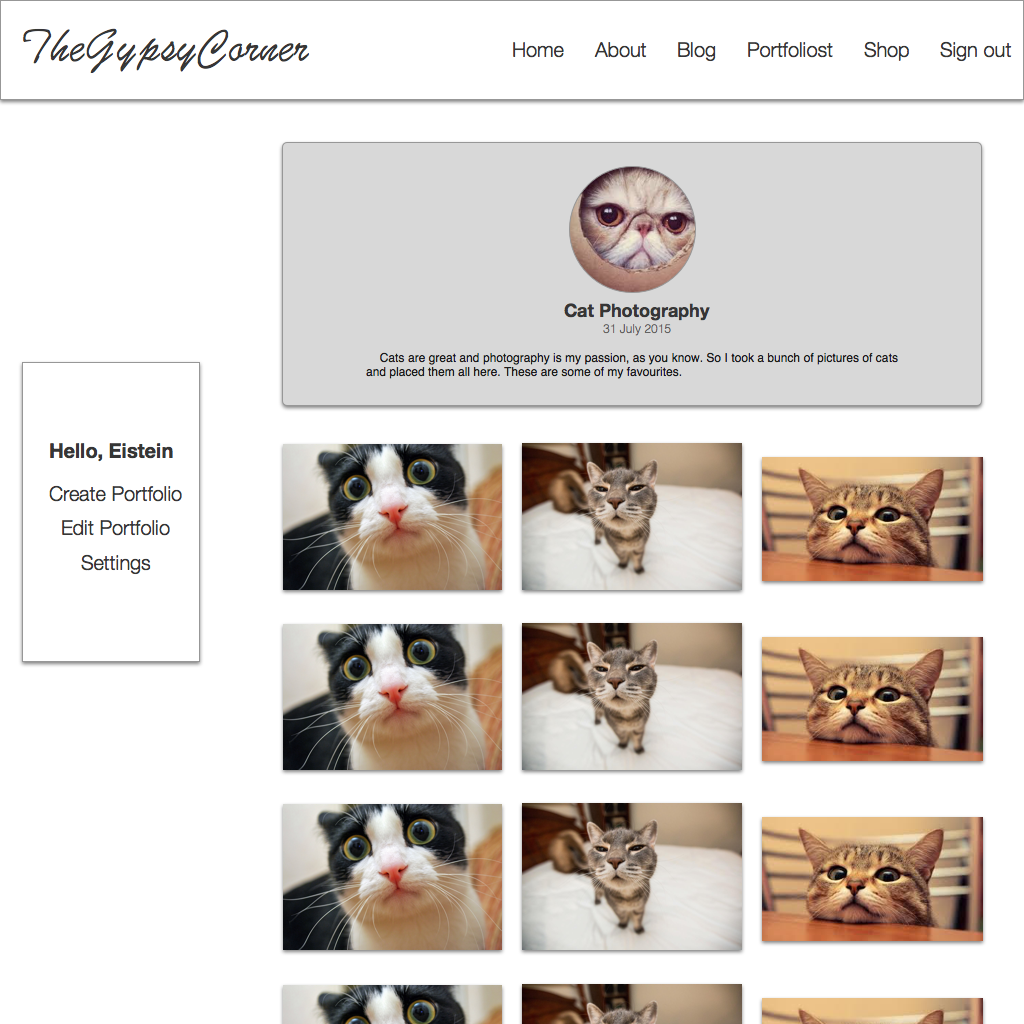 TheGypsyCorner
Home About Blog Portfoliost Shop Sign out
Cat Photography
31 July 2015
Cats are great and photography is my passion, as you know. So I took a bunch of pictures of cats
and placed them all here. These are some of my favourites.
Hello, Eistein
Create Portfolio
Edit Portfolio
Settings